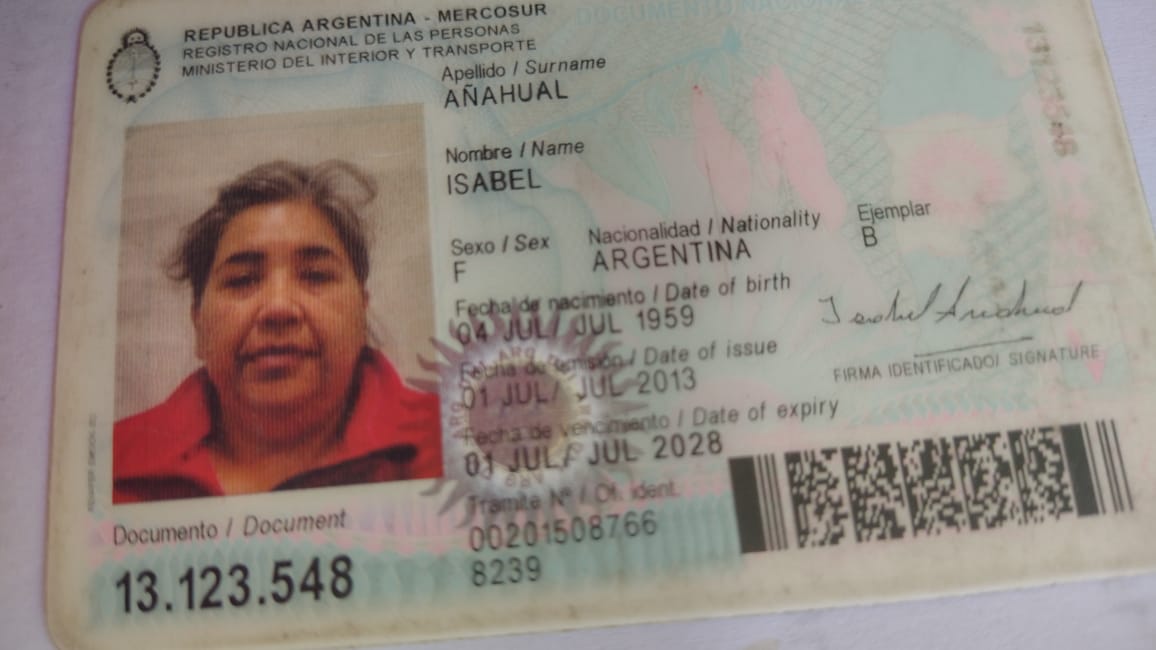 REPUBLICA ARGENTINA - MERCOSUR
REGISTRO NACIONAL DE LAS PERSONAS
MINISTERIO DEL INTERIOR Y TRANSPORTE
DOCUMENTO NACIONAL
Apellido / Surname
AÑAHUAL
Nombre / Name
ISABEL
Sexo / Sex
F
Nacionalidad / Nationality
ARGENTINA
Ejemplar
B
Fecha de nacimiento / Date of birth
04 JUL/ JUL 1959
Fecha de emisión / Date of issue
01 JUL/ JUL 2013
Fecha de vencimiento / Date of expiry
01 JUL/ JUL 2028
FIRMA IDENTIFICADO/ SIGNATURE
Tramite Nº / Of. ident.
00201508766
8239
Documento / Document
13.123.548